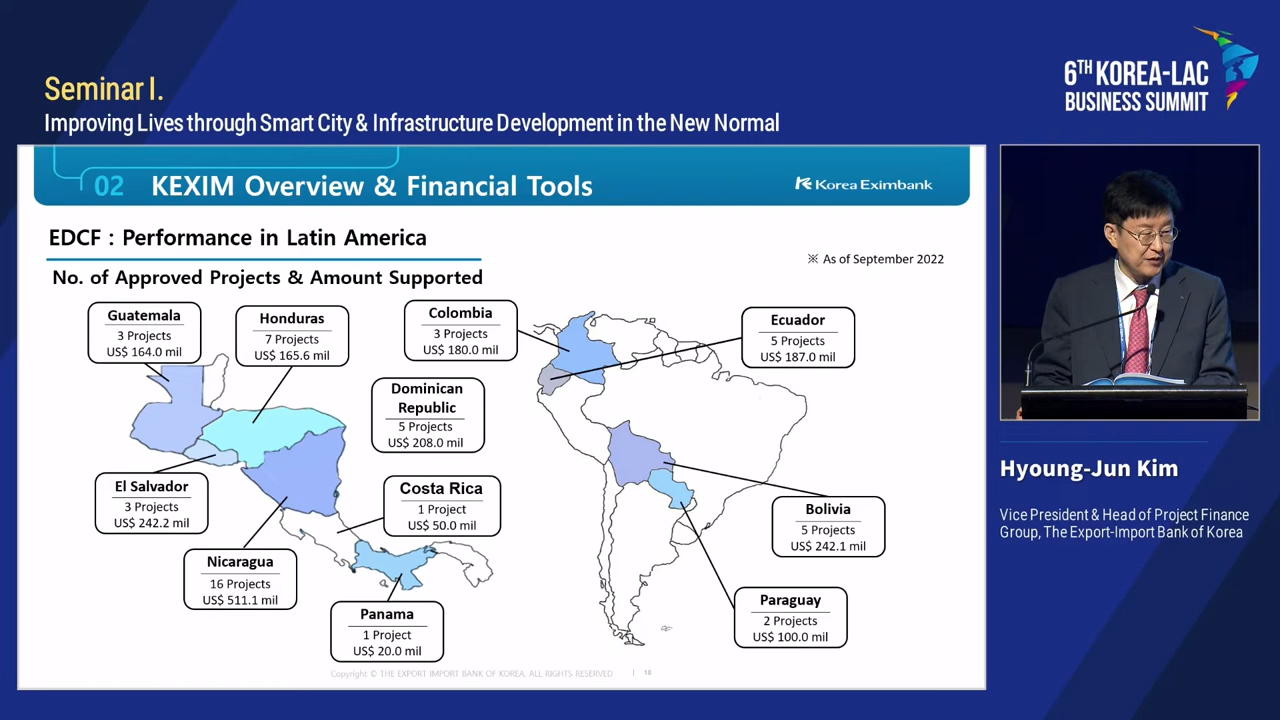 Seminar I.
Improving Lives through Smart City & Infrastructure Development in the New Normal
6TH KOREA-LAC
BUSINESS SUMMIT
02 KEXIM Overview & Financial Tools
Korea Eximbank
EDCF : Performance in Latin America
※ As of September 2022
No. of Approved Projects & Amount Supported
Guatemala
3 Projects
US$ 164.0 mil
Honduras
7 Projects
US$ 165.6 mil
Colombia
3 Projects
US$ 180.0 mil
Ecuador
5 Projects
US$ 187.0 mil
Dominican
Republic
5 Projects
US$ 208.0 mil
El Salvador
3 Projects
US$ 242.2 mil
Costa Rica
1 Project
US$ 50.0 mil
Bolivia
5 Projects
US$ 242.1 mil
Nicaragua
16 Projects
US$ 511.1 mil
Panama
1 Project
US$ 20.0 mil
Paraguay
2 Projects
US$ 100.0 mil
Copyright © THE EXPORT IMPORT BANK OF KOREA. ALL RIGHTS RESERVED | 18
Hyoung-Jun Kim
Vice President & Head of Project Finance
Group, The Export-Import Bank of Korea